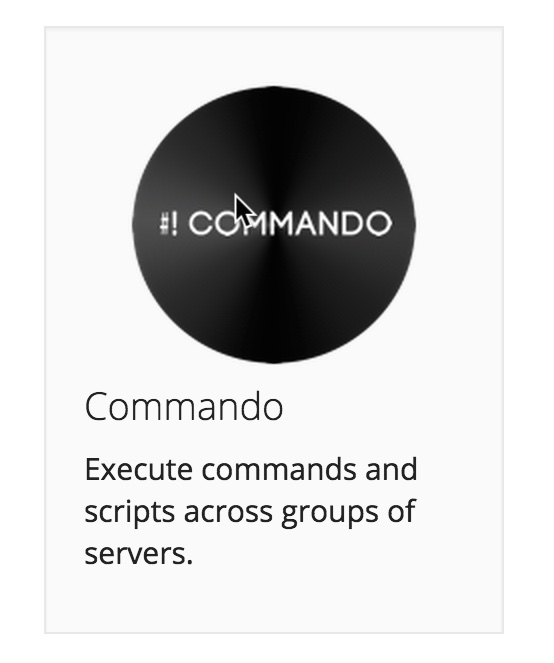 #! COMMANDO
Commando
Execute commands and
scripts across groups of
servers.